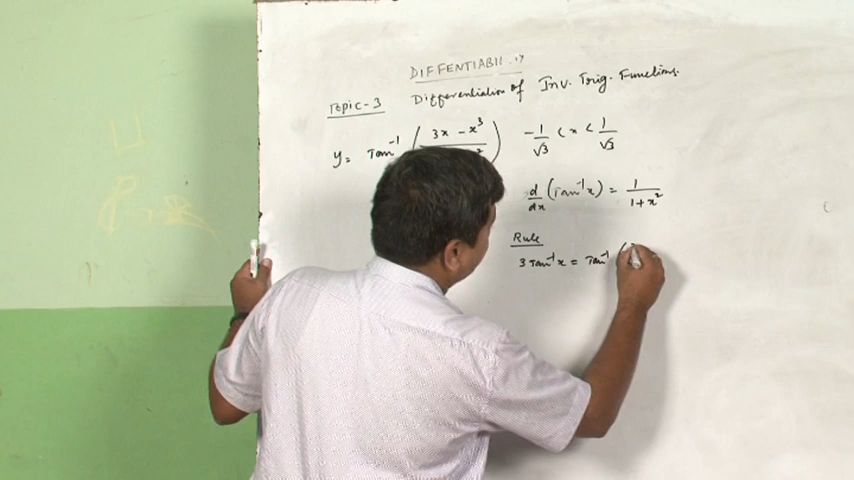 DIFFENTIABILITY
Topic-3 Differentiation of Inv. Trig. Functions.
y = Tan⁻¹ ( 3x - x³ ) -1/√3 < x < 1/√3
d/dx (Tan⁻¹x) = 1/1+x²
Rule
3 Tan⁻¹x = Tan⁻¹ (